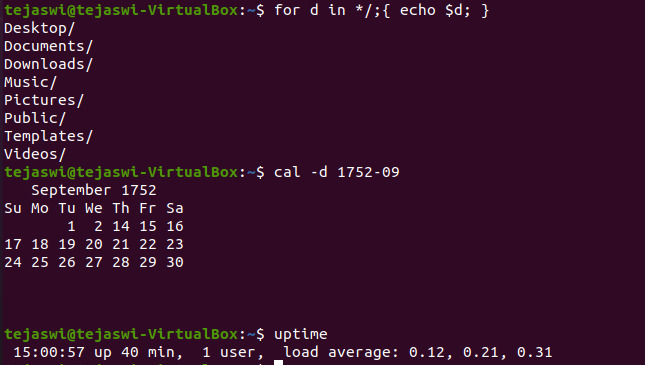 tejaswi@tejaswi-VirtualBox:~$ for d in */;{ echo $d; }
Desktop/
Documents/
Downloads/
Music/
Pictures/
Public/
Templates/
Videos/
tejaswi@tejaswi-VirtualBox:~$ cal -d 1752-09
   September 1752
Su Mo Tu We Th Fr Sa
       1  2 14 15 16
17 18 19 20 21 22 23
24 25 26 27 28 29 30
tejaswi@tejaswi-VirtualBox:~$ uptime
 15:00:57 up 40 min,  1 user,  load average: 0.12, 0.21, 0.31